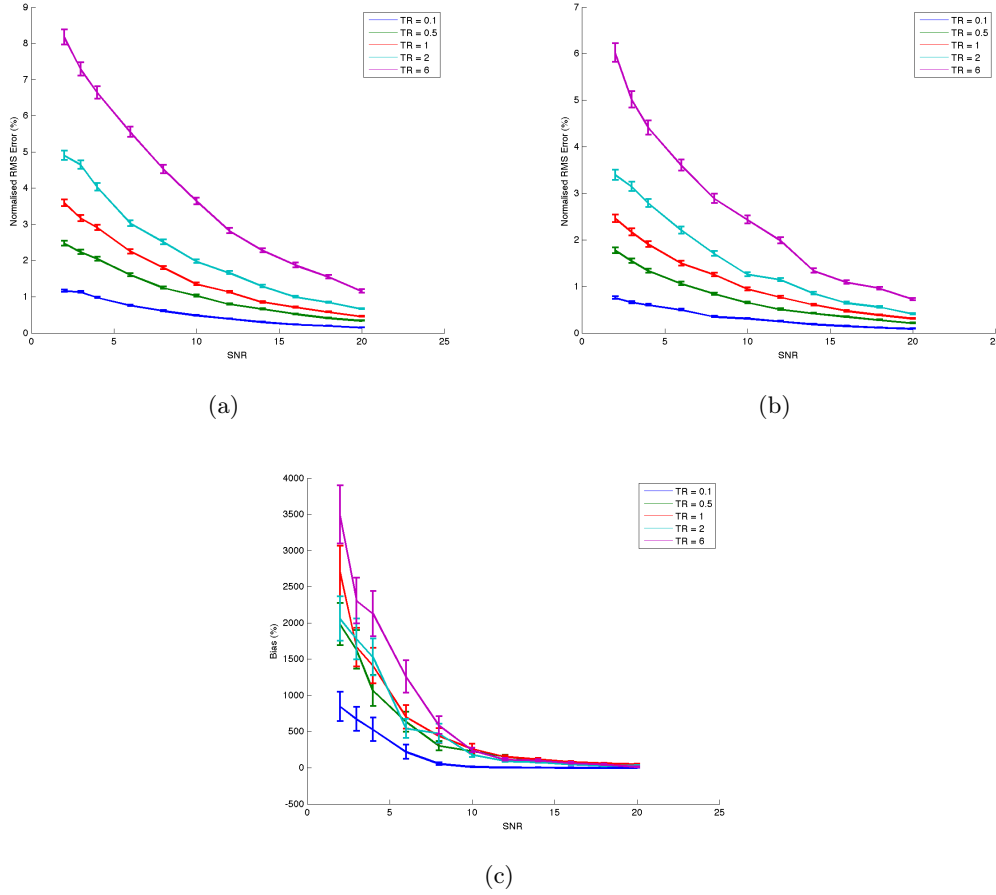 9
8
7
6
5
4
3
2
1
0
Normalised RMS Error (%)
0 5 10 15 20 25
SNR
TR = 0.1
TR = 0.5
TR = 1
TR = 2
TR = 6
(a)
7
6
5
4
3
2
1
0
Normalised RMS Error (%)
0 5 10 15 20 25
SNR
TR = 0.1
TR = 0.5
TR = 1
TR = 2
TR = 6
(b)
4000
3500
3000
2500
2000
1500
1000
500
0
-500
Bias (%)
0 5 10 15 20 25
SNR
TR = 0.1
TR = 0.5
TR = 1
TR = 2
TR = 6
(c)